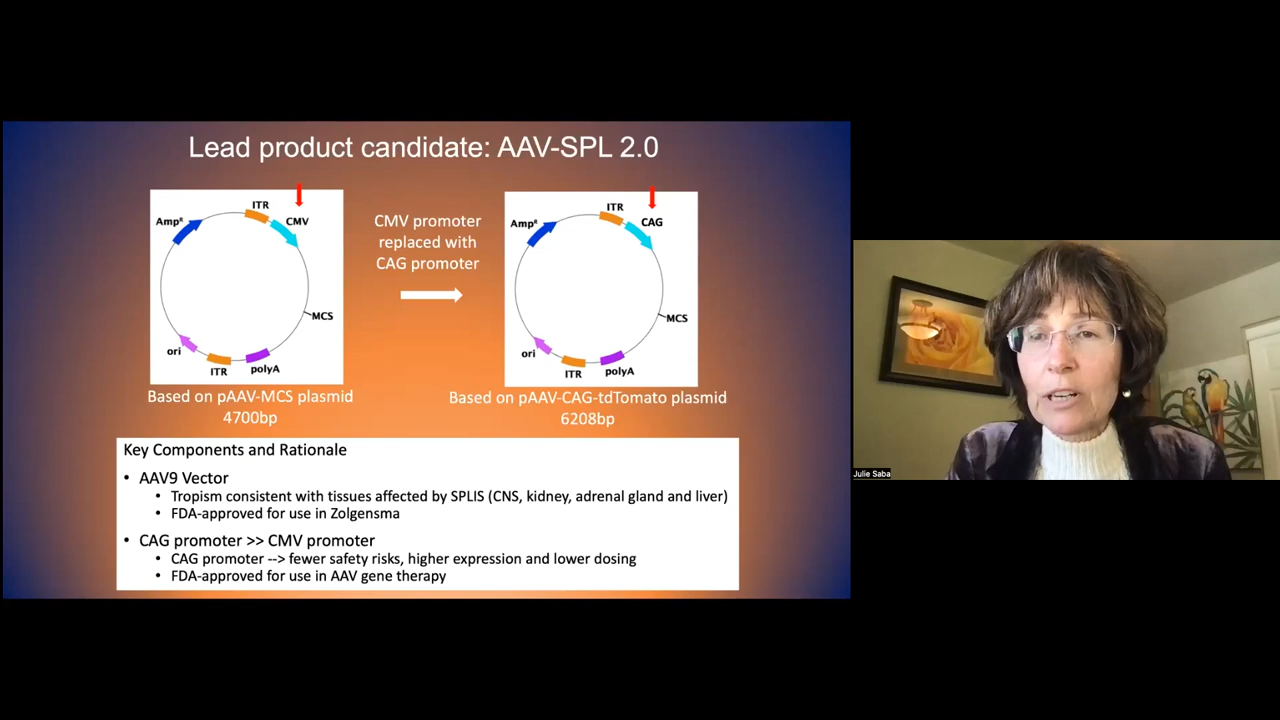 Lead product candidate: AAV-SPL 2.0
ITR
CMV
Ampᴿ
MCS
ori
ITR
polyA
Based on pAAV-MCS plasmid
4700bp
CMV promoter
replaced with
CAG promoter
ITR
CAG
Ampᴿ
MCS
ori
ITR
polyA
Based on pAAV-CAG-tdTomato plasmid
6208bp
Key Components and Rationale
• AAV9 Vector
• Tropism consistent with tissues affected by SPLIS (CNS, kidney, adrenal gland and liver)
• FDA-approved for use in Zolgensma
• CAG promoter >> CMV promoter
• CAG promoter --> fewer safety risks, higher expression and lower dosing
• FDA-approved for use in AAV gene therapy
Julie Saba